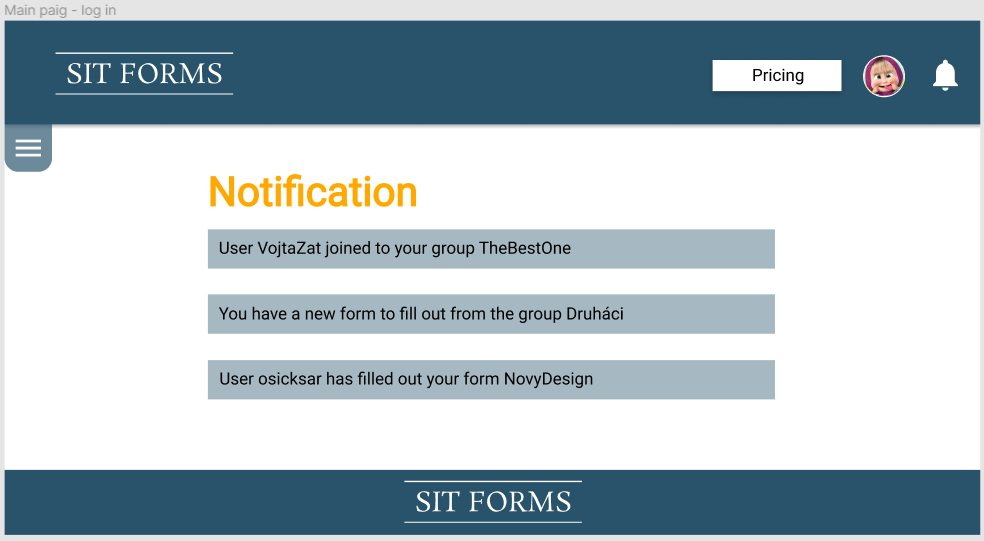 Main paig - log in
SIT FORMS
Pricing
Notification
User VojtaZat joined to your group TheBestOne
You have a new form to fill out from the group Druháci
User osicksar has filled out your form NovyDesign
SIT FORMS